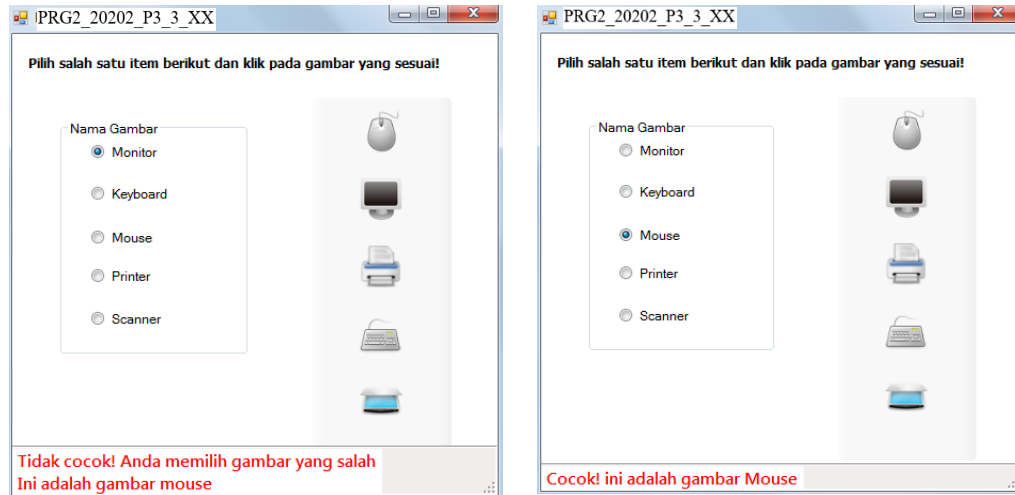 PRG2_20202_P3_3_XX
Pilih salah satu item berikut dan klik pada gambar yang sesuai!
Nama Gambar
Monitor
Keyboard
Mouse
Printer
Scanner
Tidak cocok! Anda memilih gambar yang salah
Ini adalah gambar mouse
PRG2_20202_P3_3_XX
Pilih salah satu item berikut dan klik pada gambar yang sesuai!
Nama Gambar
Monitor
Keyboard
Mouse
Printer
Scanner
Cocok! ini adalah gambar Mouse